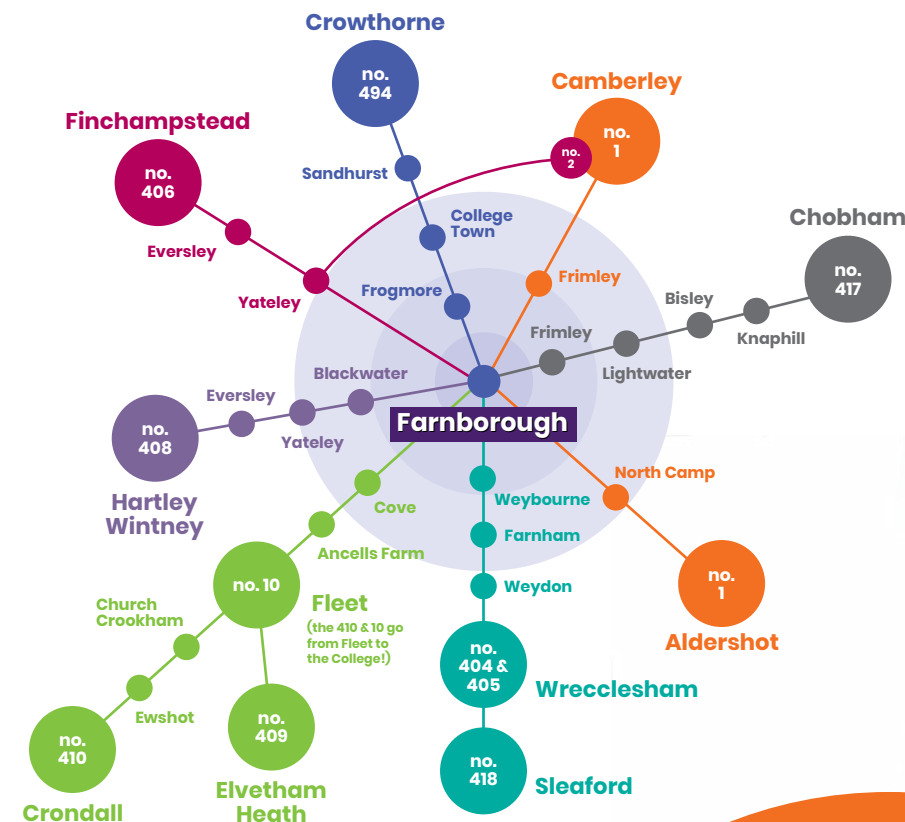 Crowthorne
no.
494
Camberley
no.
1
no.
2
Finchampstead
no.
406
Sandhurst
College
Town
Chobham
no.
417
Eversley
Yateley
Frogmore
Frimley
Bisley
Knaphill
Frimley
Lightwater
Blackwater
Eversley
Yateley
no.
408
Hartley
Wintney
Farnborough
North Camp
Weybourne
Cove
Farnham
Ancells Farm
Weydon
no. 10
Fleet
(the 410 & 10 go
from Fleet to
the College!)
no.
1
Aldershot
Church
Crookham
Ewshot
no.
404 &
405
Wrecclesham
no.
409
Elvetham
Heath
no.
410
Crondall
no.
418
Sleaford